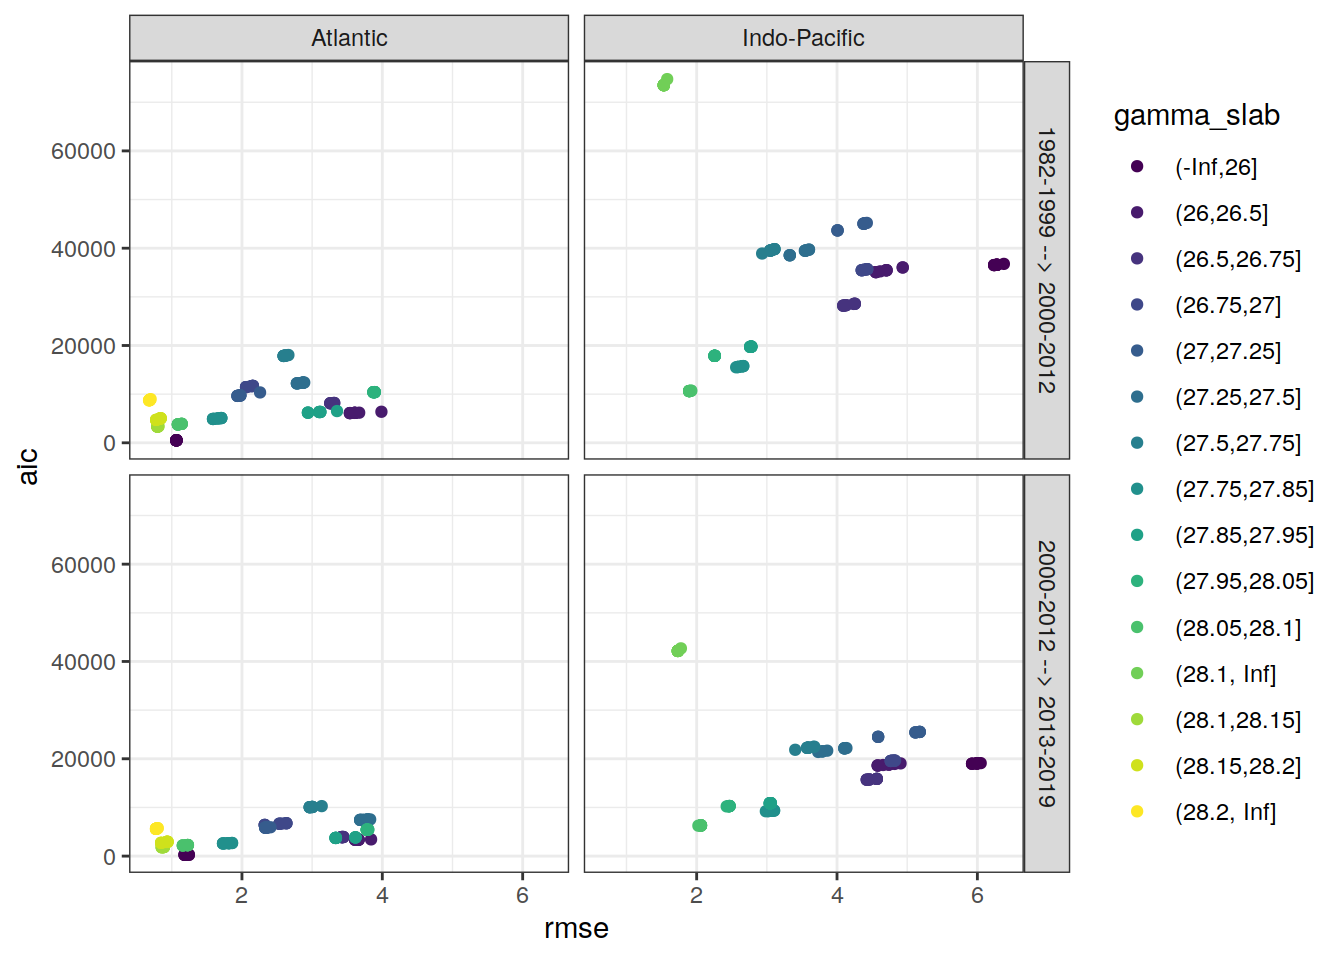 Atlantic
Indo-Pacific
60000
40000
20000
0
1982-1999 --> 2000-2012
60000
40000
20000
0
2000-2012 --> 2013-2019
aic
2
4
6
2
4
6
rmse
gamma_slab
(-Inf,26]
(26,26.5]
(26.5,26.75]
(26.75,27]
(27,27.25]
(27.25,27.5]
(27.5,27.75]
(27.75,27.85]
(27.85,27.95]
(27.95,28.05]
(28.05,28.1]
(28.1, Inf]
(28.1,28.15]
(28.15,28.2]
(28.2, Inf]